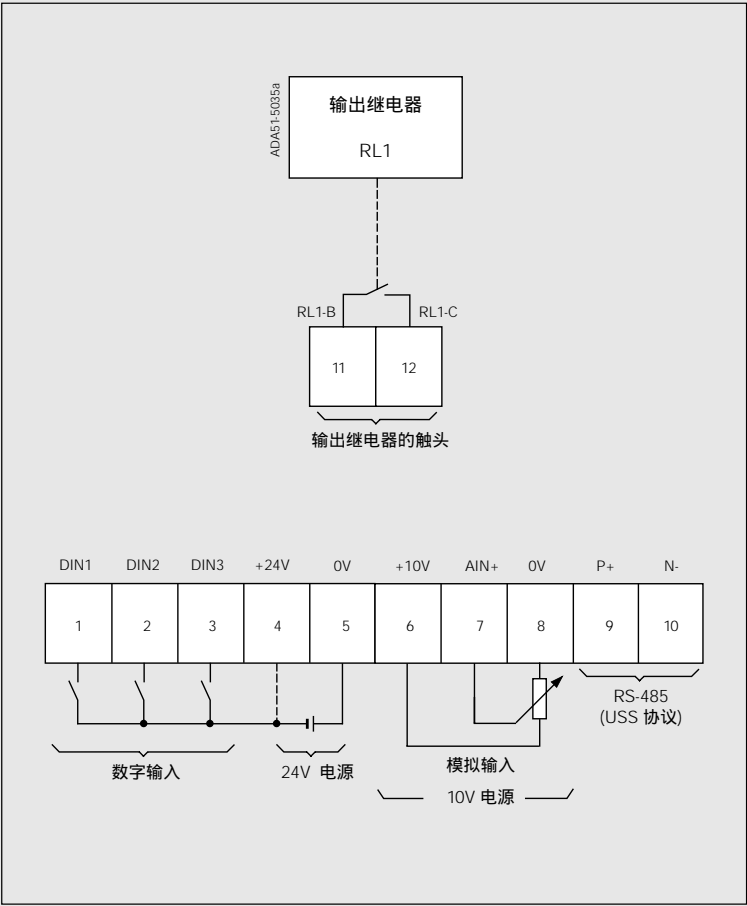 ADA51-5035a
输出继电器
RL1
RL1-B
RL1-C
11
12
输出继电器的触头
DIN1 DIN2 DIN3 +24V 0V +10V AIN+ 0V P+ N-
1 2 3 4 5 6 7 8 9 10
RS-485
(USS 协议)
数字输入
24V 电源
模拟输入
10V 电源